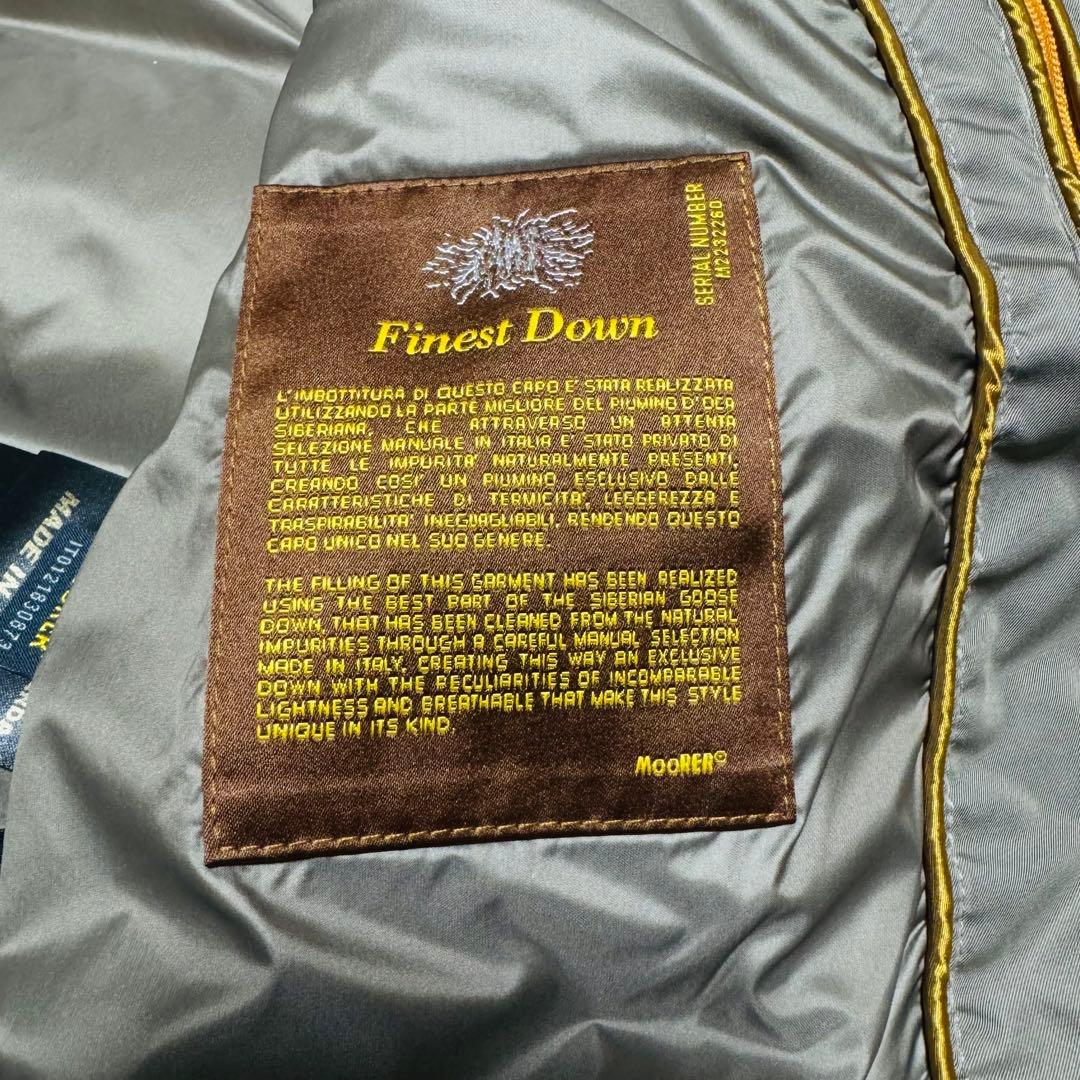 SERIAL NUMBER
M2232260
Finest Down
L'IMBOTTITURA DI QUESTO CAPO E' STATA REALIZZATA
UTILIZZANDO LA PARTE MIGLIORE DEL PIUMINO D'OCA
SIBERIANA, CHE ATTRAVERSO UN ATTENTA
SELEZIONE MANUALE IN ITALIA E' STATO PRIVATO DI
TUTTE LE IMPURITA' NATURALMENTE PRESENTI,
CREANDO COSI' UN PIUMINO ESCLUSIVO DALLE
CARATTERISTICHE DI TERMICITA', LEGGEREZZA E
TRASPIRABILITA' INEGUAGLIABILI, RENDENDO QUESTO
CAPO UNICO NEL SUO GENERE.
THE FILLING OF THIS GARMENT HAS BEEN REALIZED
USING THE BEST PART OF THE SIBERIAN GOOSE
DOWN, THAT HAS BEEN CLEANED FROM THE NATURAL
IMPURITIES THROUGH A CAREFUL MANUAL SELECTION
MADE IN ITALY, CREATING THIS WAY AN EXCLUSIVE
DOWN WITH THE PECULIARITIES OF INCOMPARABLE
LIGHTNESS AND BREATHABLE THAT MAKE THIS STYLE
UNIQUE IN ITS KIND.
MooRER©
MADE IN
IT0121830873